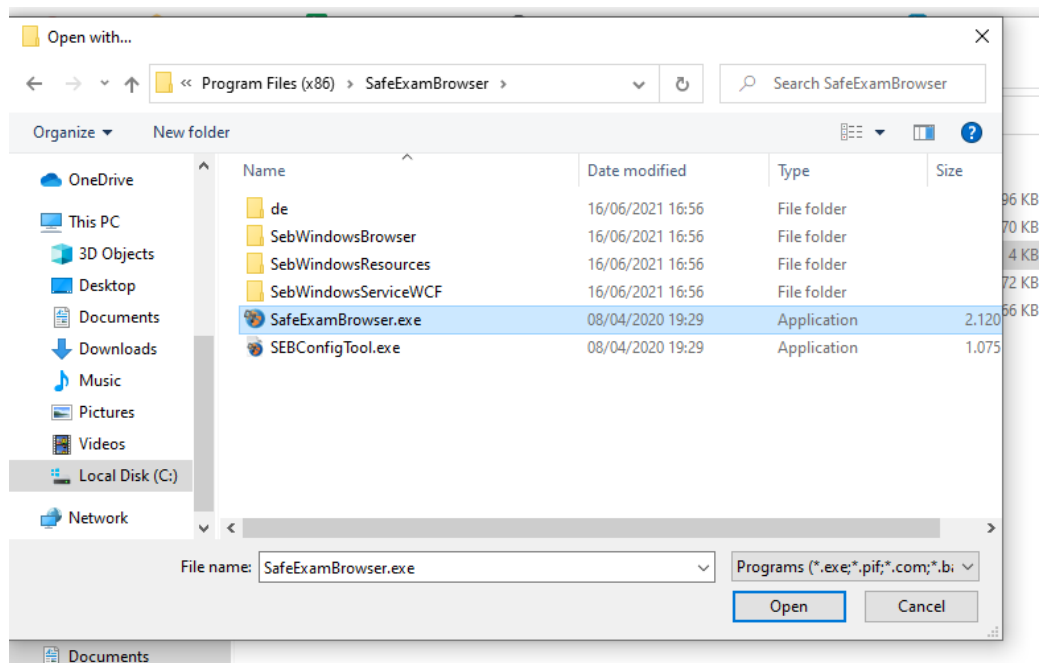 Open with...
« Program Files (x86) › SafeExamBrowser ›
Search SafeExamBrowser
Organize
New folder
Name Date modified Type Size
OneDrive
This PC
3D Objects
Desktop
Documents
Downloads
Music
Pictures
Videos
Local Disk (C:)
Network
de 16/06/2021 16:56 File folder
SebWindowsBrowser 16/06/2021 16:56 File folder
SebWindowsResources 16/06/2021 16:56 File folder
SebWindowsServiceWCF 16/06/2021 16:56 File folder
SafeExamBrowser.exe 08/04/2020 19:29 Application 2.120
SEBConfigTool.exe 08/04/2020 19:29 Application 1.075
96 KB
70 KB
4 KB
72 KB
66 KB
File name: SafeExamBrowser.exe
Programs (*.exe;*.pif;*.com;*.ba
Open
Cancel
Documents